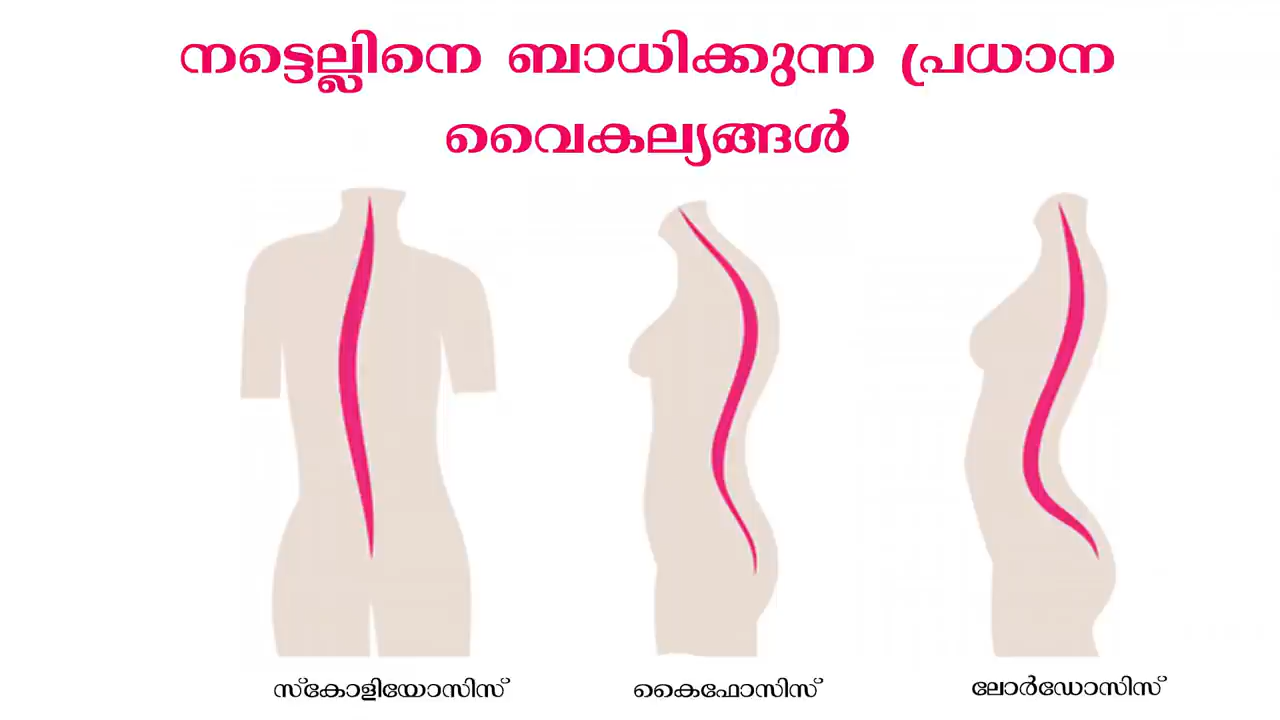 നട്ടെല്ലിനെ ബാധിക്കുന്ന പ്രധാന
വൈകല്യങ്ങൾ
സ്കോളിയോസിസ് കൈഫോസിസ് ലോർഡോസിസ്